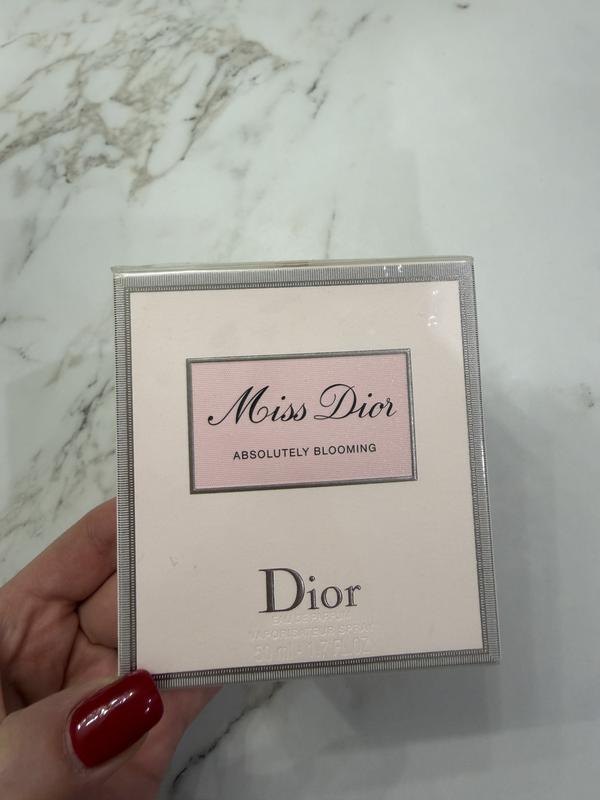 Miss Dior
ABSOLUTELY BLOOMING
Dior
EAU DE PARFUM
VAPORISATEUR SPRAY
50 ml - 1.7 FL.OZ